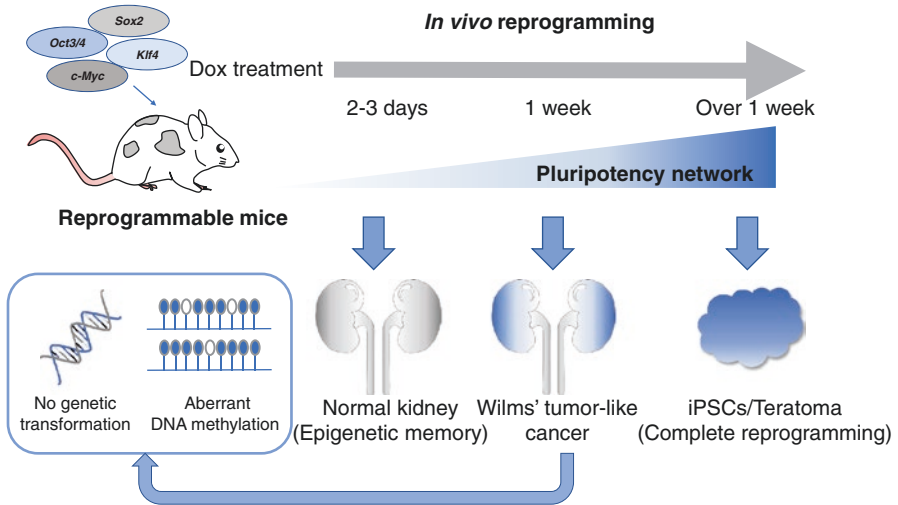 Sox2
Oct3/4
Klf4
c-Myc
In vivo reprogramming
Dox treatment
2-3 days
1 week
Over 1 week
Pluripotency network
Reprogrammable mice
No genetic
transformation
Aberrant
DNA methylation
Normal kidney
(Epigenetic memory)
Wilms’ tumor-like
cancer
iPSCs/Teratoma
(Complete reprogramming)